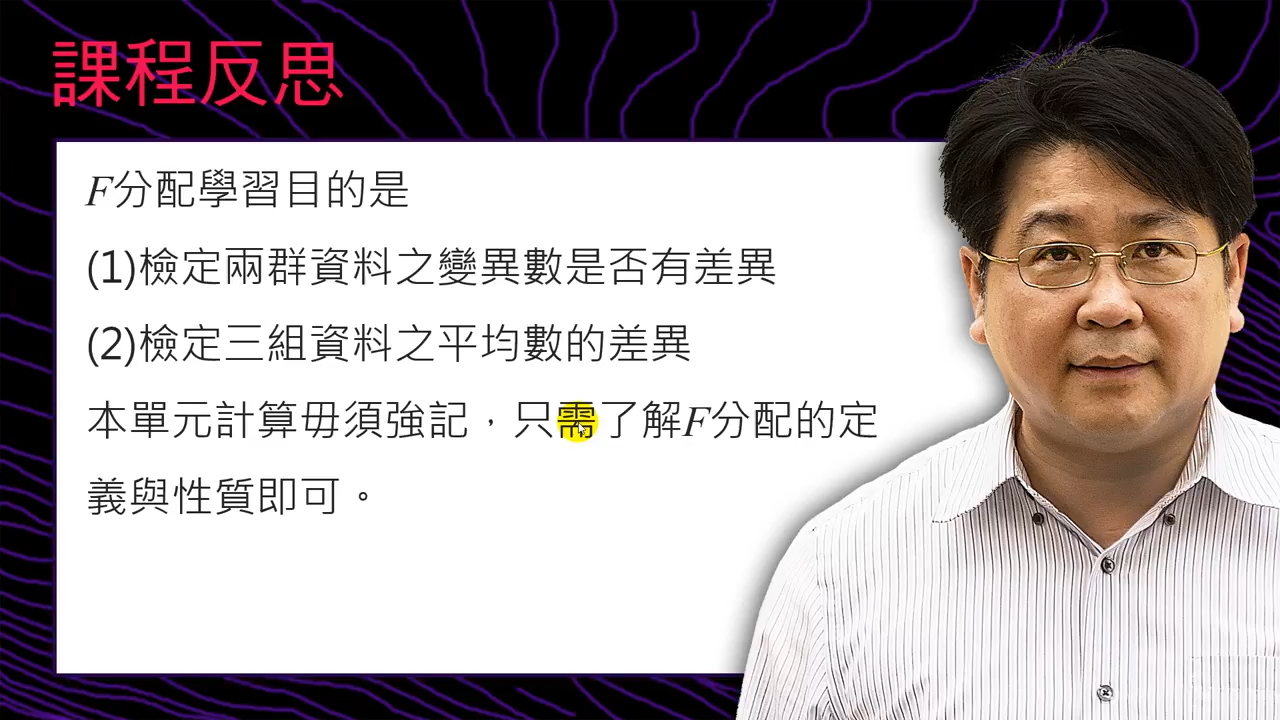 課程反思
F分配學習目的是
(1)檢定兩群資料之變異數是否有差異
(2)檢定三組資料之平均數的差異
本單元計算毋須強記，只需了解F分配的定
義與性質即可。